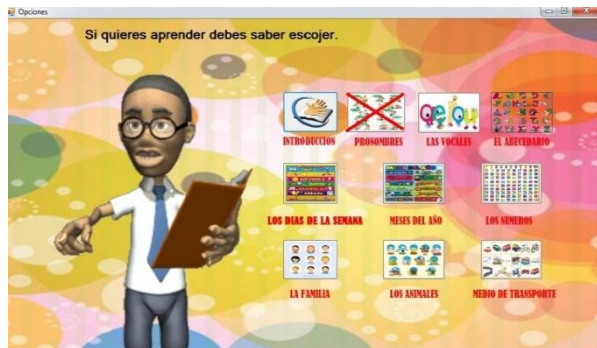 Opciones
Si quieres aprender debes saber escojer.
INTRODUCCION PRONOMBRES LAS VOCALES EL ABECEDARIO
LOS DIAS DE LA SEMANA MESES DEL AÑO LOS NUMEROS
LA FAMILIA LOS ANIMALES MEDIO DE TRANSPORTE